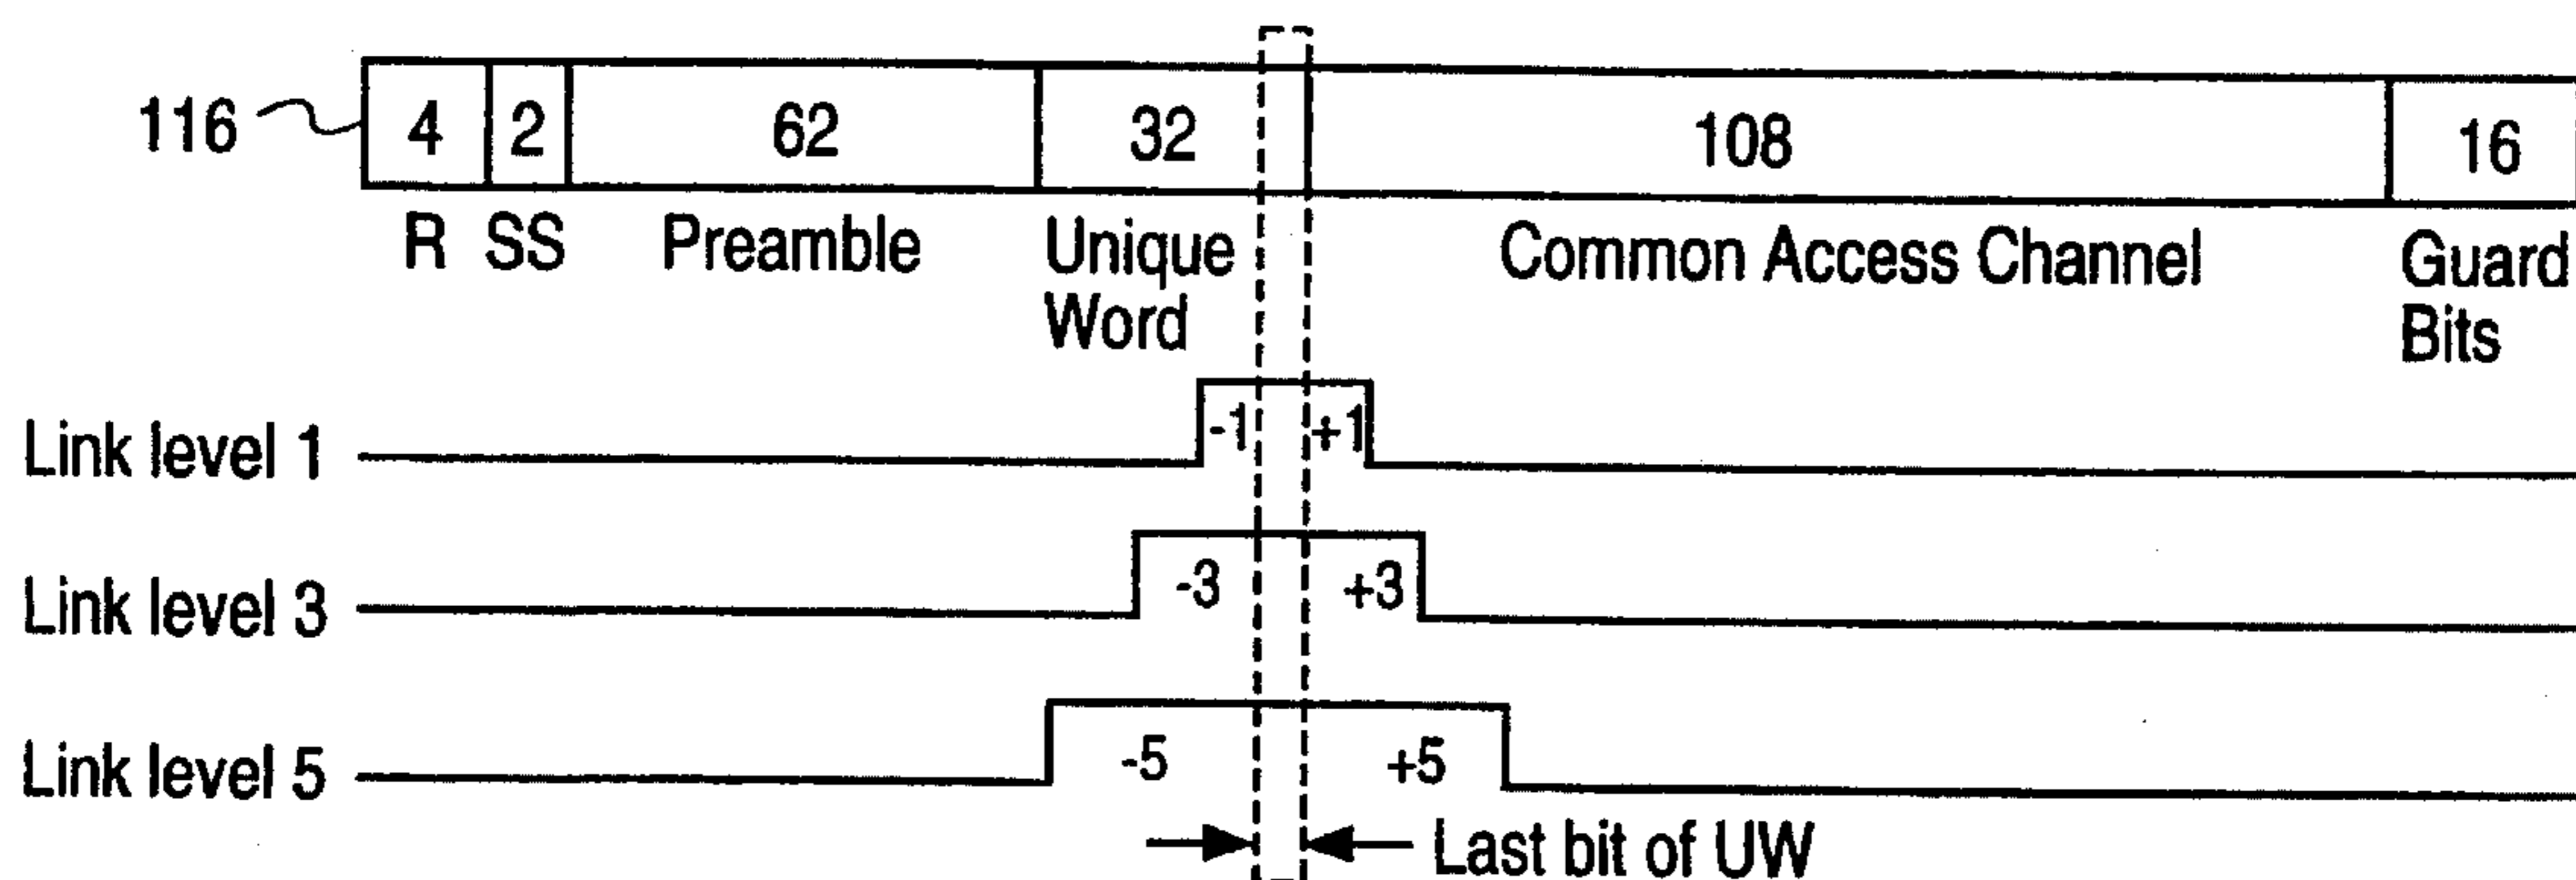 116 4 2 62 32 108 16
R SS Preamble Unique Word Common Access Channel Guard Bits
Link level 1 -1 +1
Link level 3 -3 +3
Link level 5 -5 +5
Last bit of UW